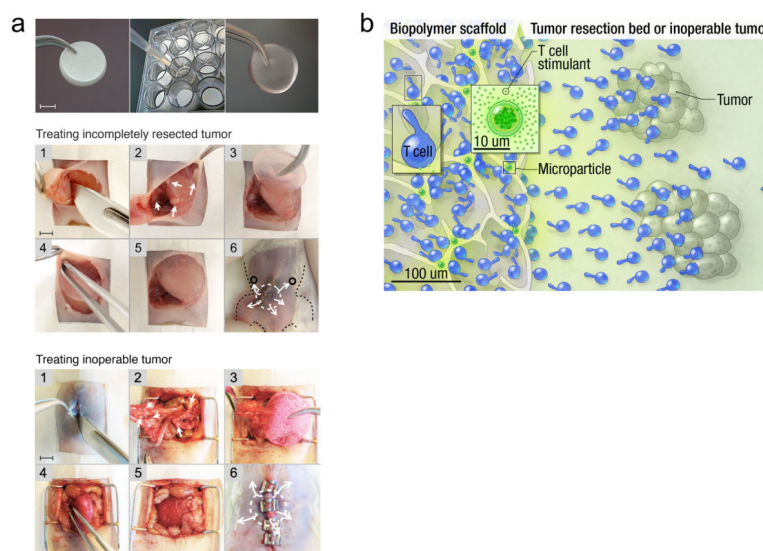 a
Treating incompletely resected tumor
1 2 3
4 5 6
Treating inoperable tumor
1 2 3
4 5 6
b
Biopolymer scaffold Tumor resection bed or inoperable tumo
T cell
stimulant
Tumor
10 um
T cell
Microparticle
100 um